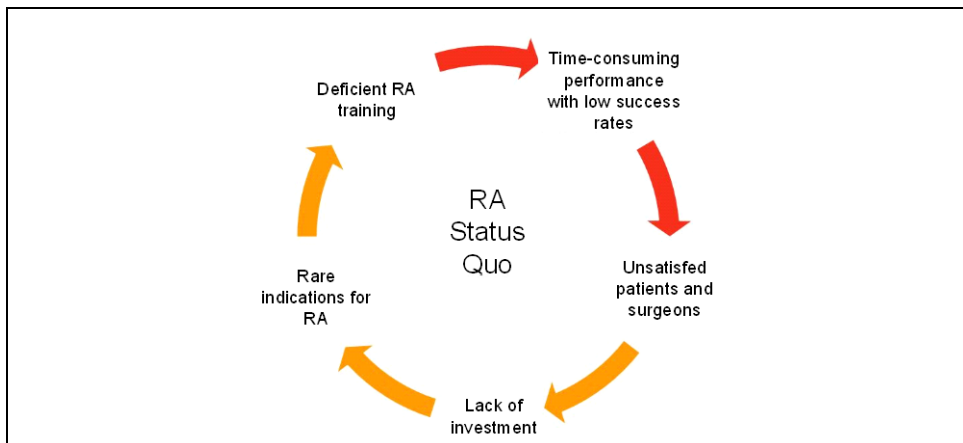 Deficient RA
training
Time-consuming
performance
with low success
rates
RA
Status
Quo
Unsatisfed
patients and
surgeons
Rare
indications for
RA
Lack of
investment